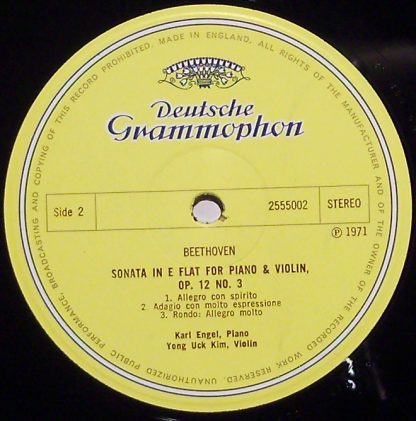 ALL RIGHTS OF THE MANUFACTURER AND OF THE OWNER OF THE RECORDED WORK RESERVED. UNAUTHORIZED PUBLIC PERFORMANCE, BROADCASTING AND COPYING OF THIS RECORD PROHIBITED. MADE IN ENGLAND.
Deutsche
Grammophon
Side 2 2555002 STEREO
℗ 1971
BEETHOVEN
SONATA IN E FLAT FOR PIANO & VIOLIN,
OP. 12 NO. 3
1. Allegro con spirito
2. Adagio con molto espressione
3. Rondo: Allegro molto
Karl Engel, Piano
Yong Uck Kim, Violin